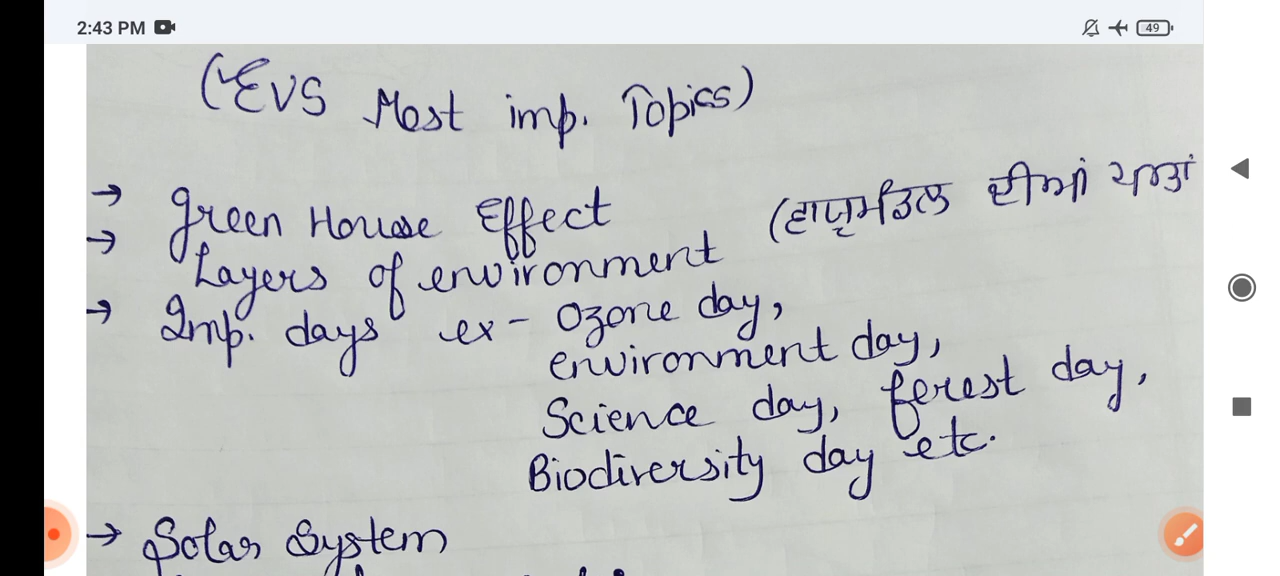 2:43 PM
49
(EVS Most imp. Topics)
→ Green House Effect
(ਵਾਯੂਮੰਡਲ ਦੀਆਂ ਪਰਤਾਂ
→ Layers of environment
→ Imp. days ex - Ozone day,
environment day,
Science day, forest day,
Biodiversity day etc.
→ Solar System